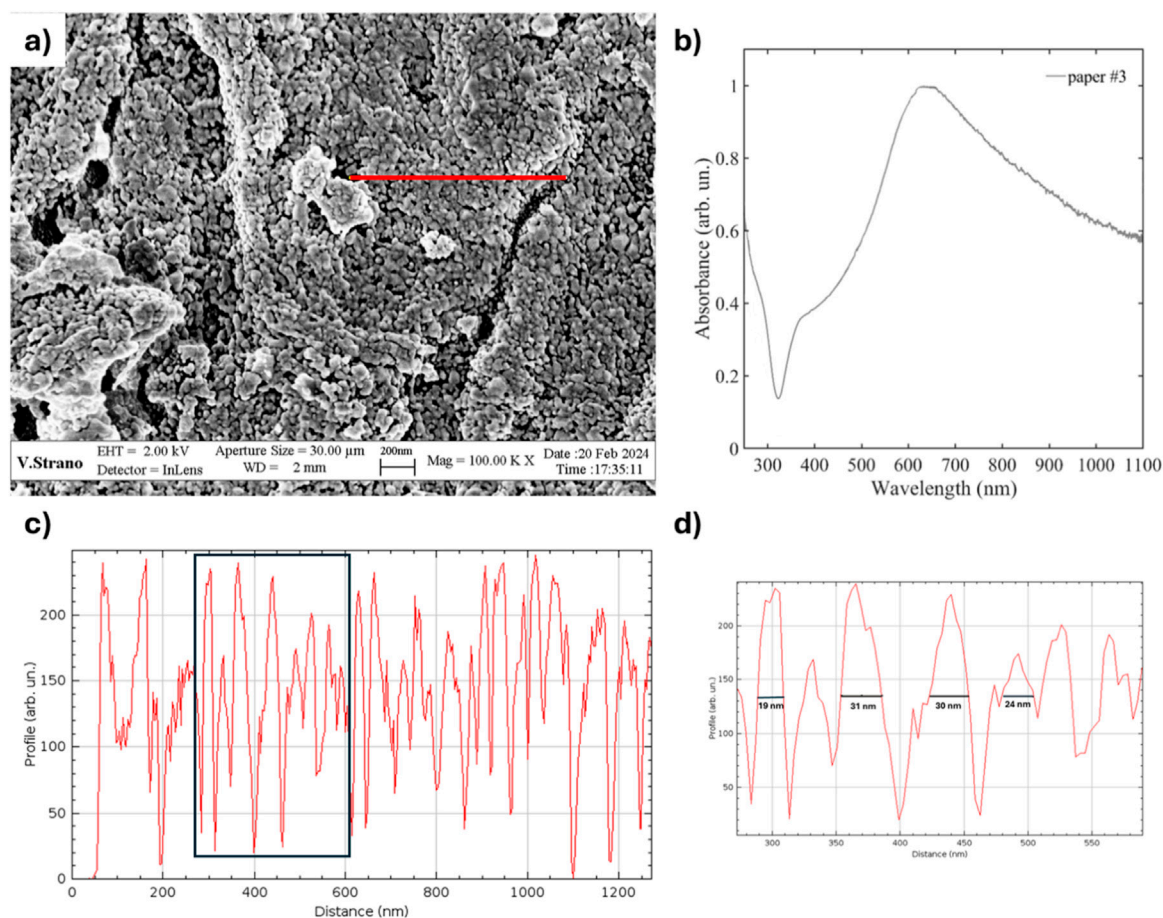 a)
V.Strano
EHT = 2.00 kV
Detector = InLens
Aperture Size = 30.00 µm
WD = 2 mm
200nm
Mag = 100.00 K X
Date :20 Feb 2024
Time :17:35:11
b)
paper #3
1
0.8
0.6
0.4
0.2
0
Absorbance (arb. un.)
300 400 500 600 700 800 900 1000 1100
Wavelength (nm)
c)
200
150
100
50
0
Profile (arb. un.)
0 200 400 600 800 1000 1200
Distance (nm)
d)
200
150
100
50
Profile (arb. un.)
19 nm 31 nm 30 nm 24 nm
300 350 400 450 500 550
Distance (nm)